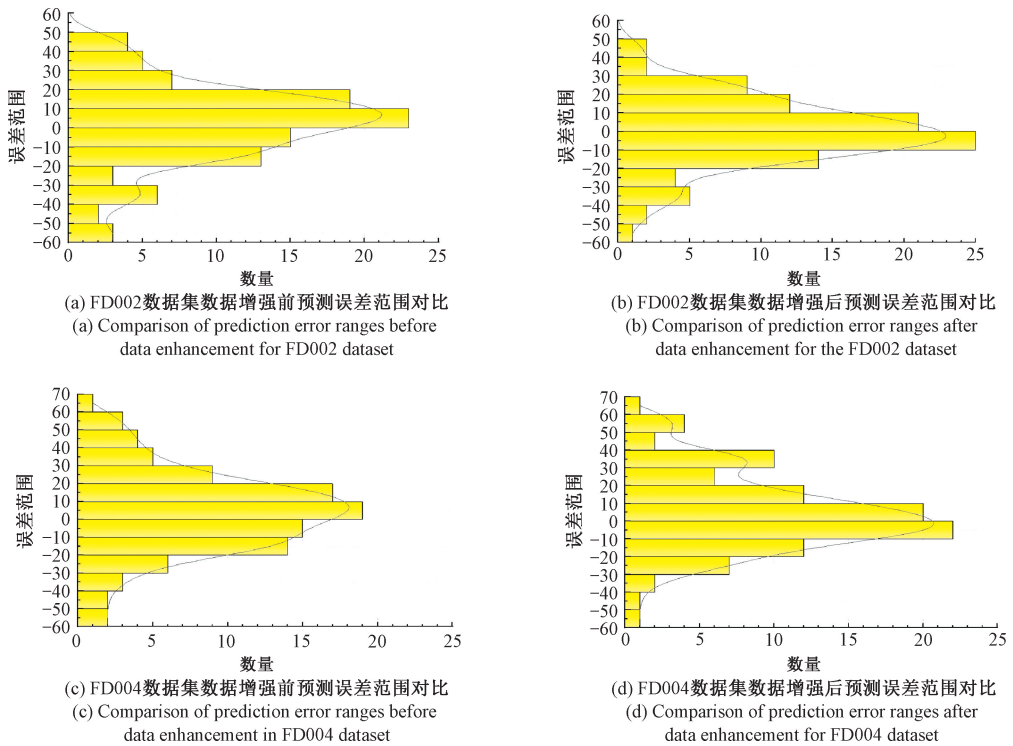 60
50
40
30
20
10
0
−10
−20
−30
−40
−50
−60
误差范围
0 5 10 15 20 25
数量
(a) FD002数据集数据增强前预测误差范围对比
(a) Comparison of prediction error ranges before
data enhancement for FD002 dataset
60
50
40
30
20
10
0
−10
−20
−30
−40
−50
−60
误差范围
0 5 10 15 20 25
数量
(b) FD002数据集数据增强后预测误差范围对比
(b) Comparison of prediction error ranges after
data enhancement for the FD002 dataset
70
60
50
40
30
20
10
0
−10
−20
−30
−40
−50
−60
误差范围
0 5 10 15 20 25
数量
(c) FD004数据集数据增强前预测误差范围对比
(c) Comparison of prediction error ranges before
data enhancement in FD004 dataset
70
60
50
40
30
20
10
0
−10
−20
−30
−40
−50
−60
误差范围
0 5 10 15 20 25
数量
(d) FD004数据集数据增强后预测误差范围对比
(d) Comparison of prediction error ranges after
data enhancement for FD004 dataset